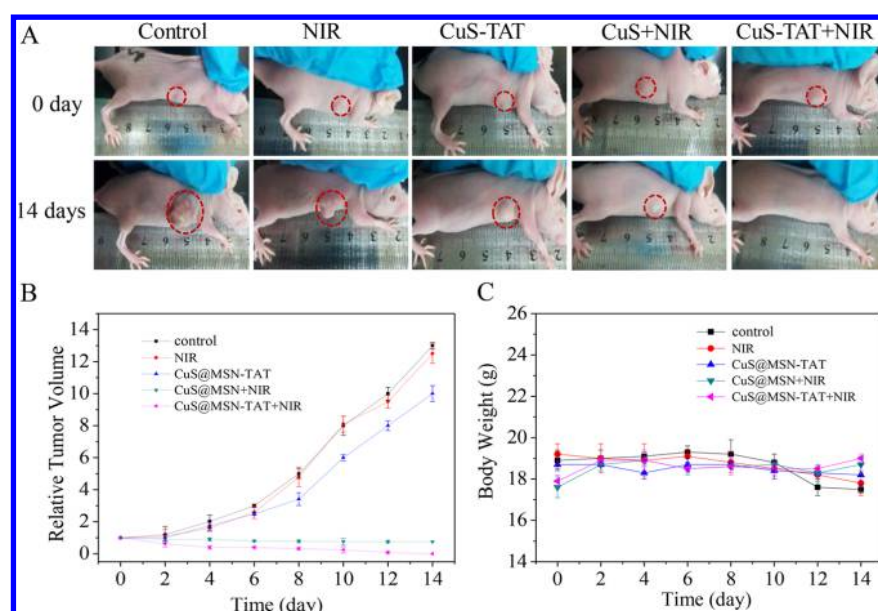 A
Control NIR CuS-TAT CuS+NIR CuS-TAT+NIR
0 day
14 days
B
Relative Tumor Volume
14
12
10
8
6
4
2
0
control
NIR
CuS@MSN-TAT
CuS@MSN+NIR
CuS@MSN-TAT+NIR
0 2 4 6 8 10 12 14
Time (day)
C
Body Weight (g)
26
24
22
20
18
16
14
control
NIR
CuS@MSN-TAT
CuS@MSN+NIR
CuS@MSN-TAT+NIR
0 2 4 6 8 10 12 14
Time (day)